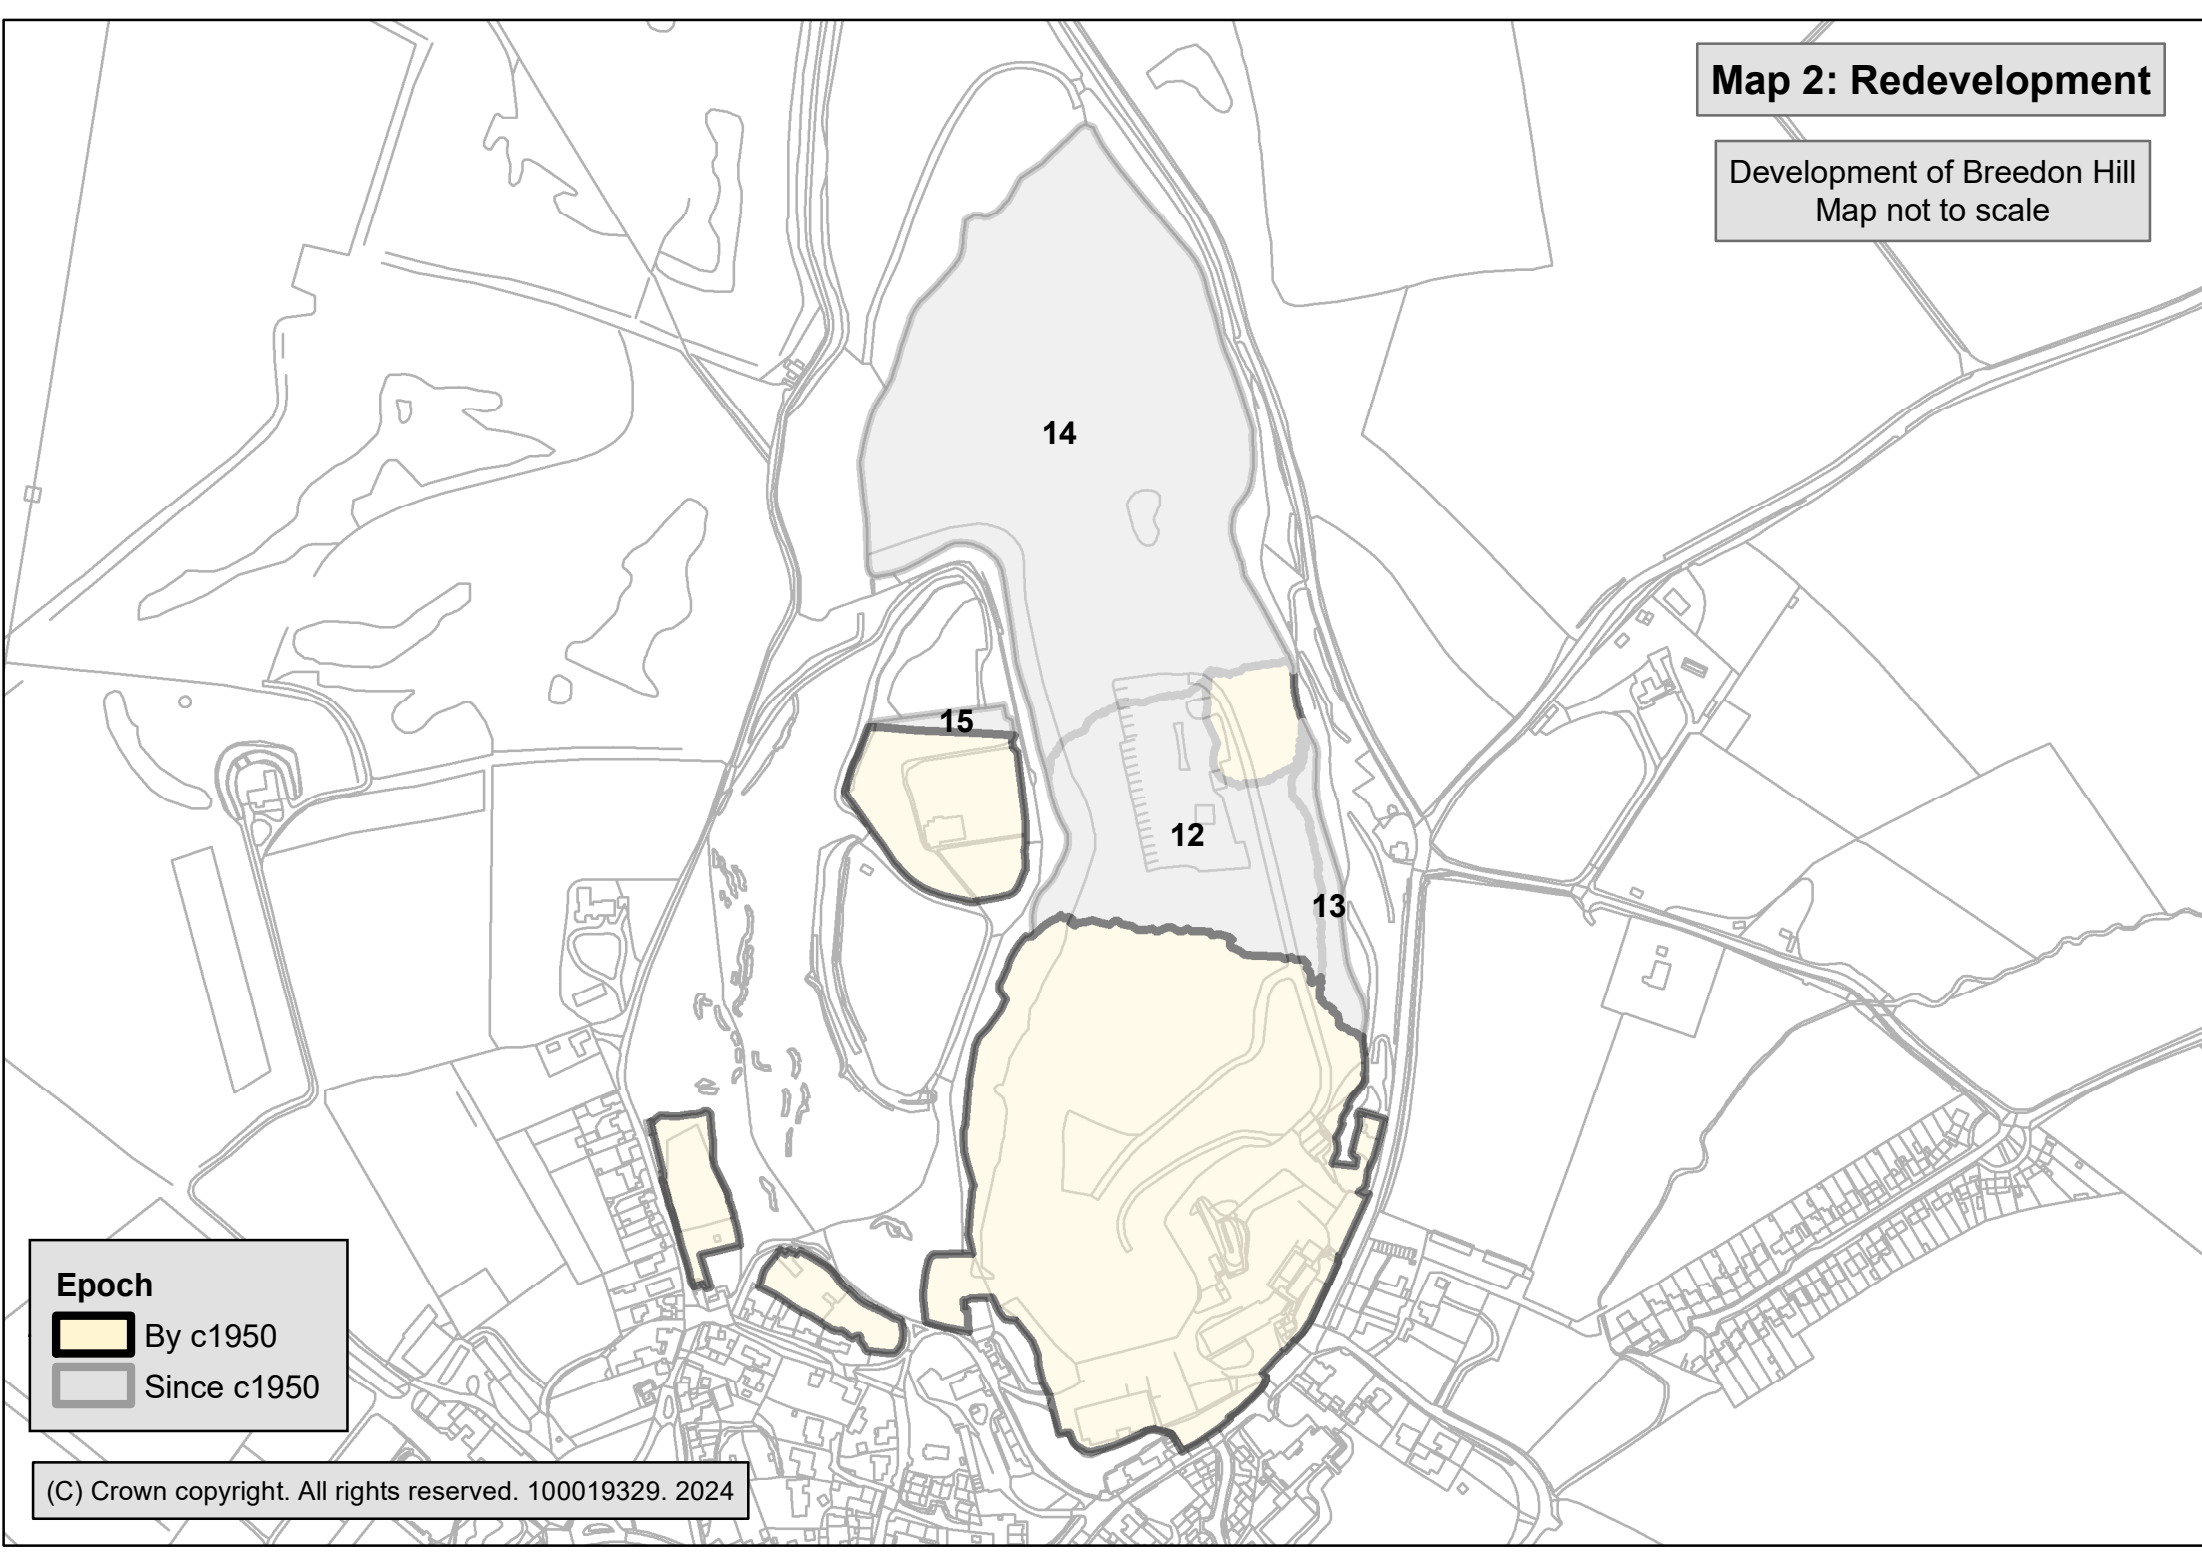 Map 2: Redevelopment
Development of Breedon Hill
Map not to scale
14
15
12
13
Epoch
By c1950
Since c1950
(C) Crown copyright. All rights reserved. 100019329. 2024